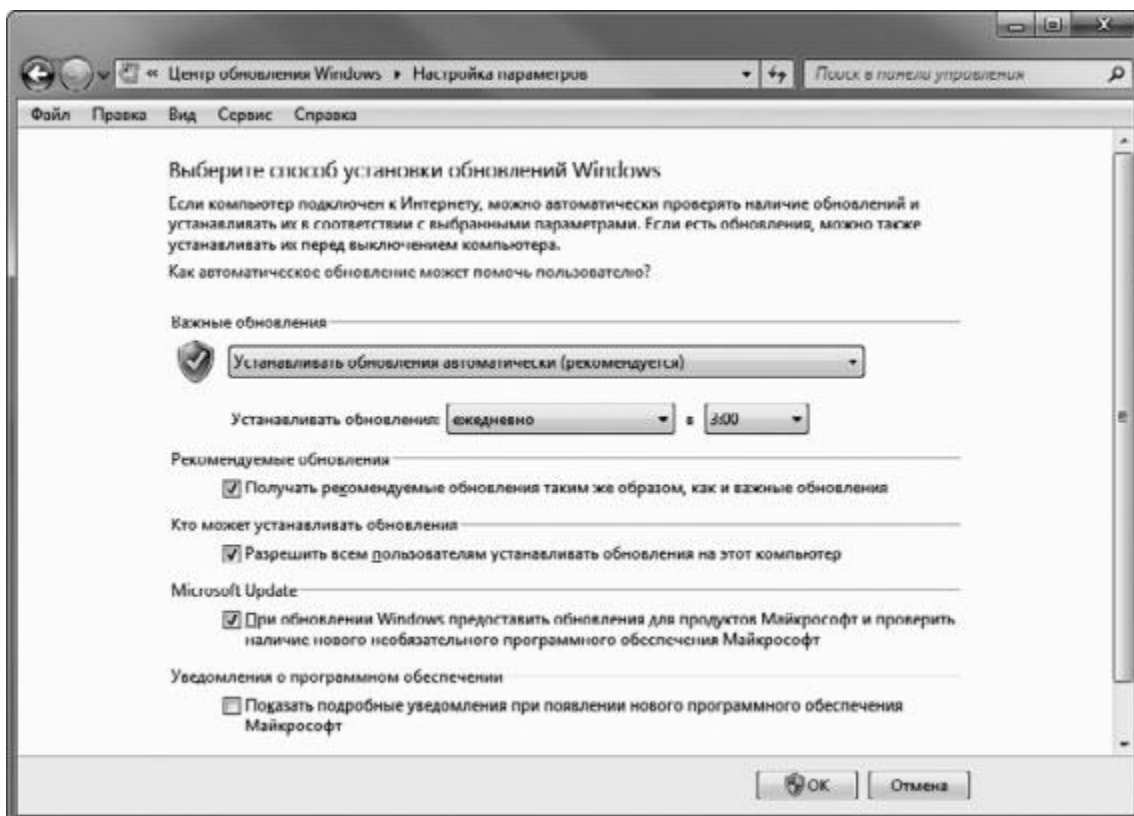 « Центр обновления Windows ▸ Настройка параметров
Поиск в панели управления
Файл Правка Вид Сервис Справка
Выберите способ установки обновлений Windows
Если компьютер подключен к Интернету, можно автоматически проверять наличие обновлений и
устанавливать их в соответствии с выбранными параметрами. Если есть обновления, можно также
устанавливать их перед выключением компьютера.
Как автоматическое обновление может помочь пользователю?
Важные обновления
Устанавливать обновления автоматически (рекомендуется)
Устанавливать обновления: ежедневно в 3:00
Рекомендуемые обновления
Получать рекомендуемые обновления таким же образом, как и важные обновления
Кто может устанавливать обновления
Разрешить всем пользователям устанавливать обновления на этот компьютер
Microsoft Update
При обновлении Windows предоставить обновления для продуктов Майкрософт и проверить
наличие нового необязательного программного обеспечения Майкрософт
Уведомления о программном обеспечении
Показать подробные уведомления при появлении нового программного обеспечения
Майкрософт
OK Отмена